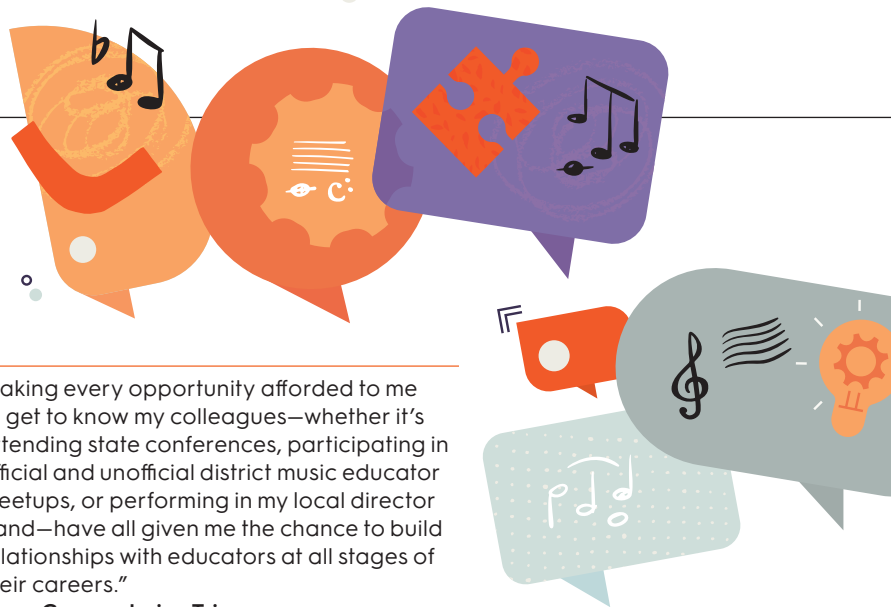 aking every opportunity afforded to me
get to know my colleagues—whether it’s
tending state conferences, participating in
ficial and unofficial district music educator
eetups, or performing in my local director
and—have all given me the chance to build
lationships with educators at all stages of
eir careers.”